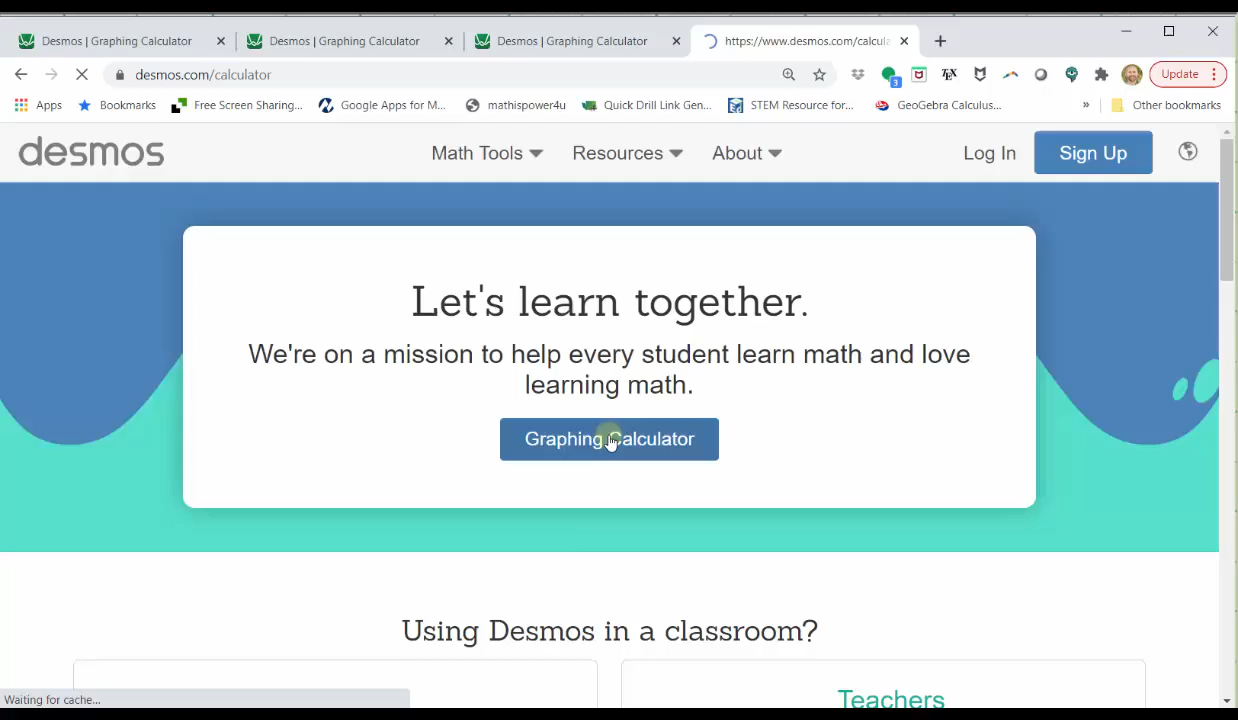 Desmos | Graphing Calculator
Desmos | Graphing Calculator
Desmos | Graphing Calculator
https://www.desmos.com/calcula
desmos.com/calculator
3
TEX
Update
Apps
Bookmarks
Free Screen Sharing...
Google Apps for M...
mathispower4u
Quick Drill Link Gen...
STEM Resource for...
GeoGebra Calculus...
»
Other bookmarks
desmos
Math Tools
Resources
About
Log In
Sign Up
Let's learn together.
We're on a mission to help every student learn math and love
learning math.
Graphing Calculator
Using Desmos in a classroom?
Teachers
Waiting for cache...